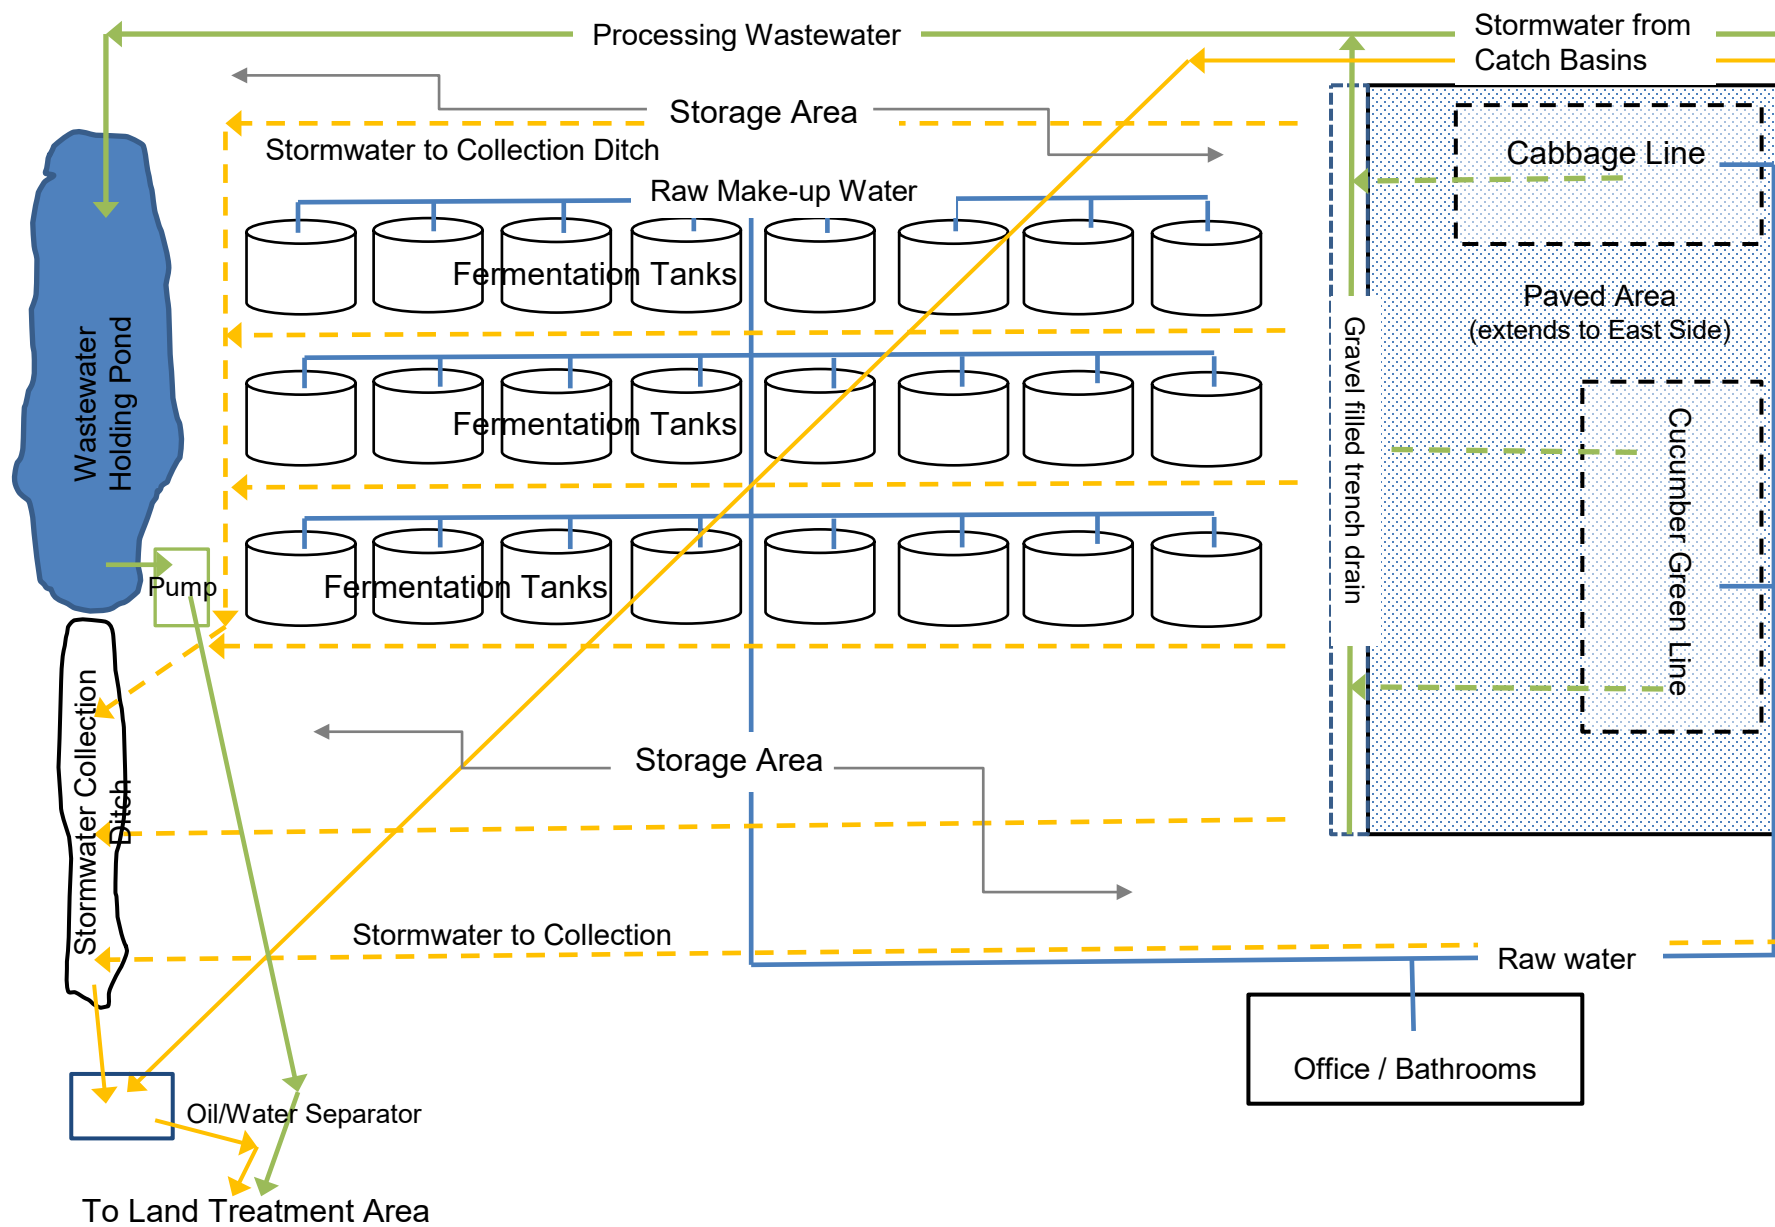 Processing Wastewater
Stormwater from
Catch Basins
Storage Area
Stormwater to Collection Ditch
Cabbage Line
Raw Make-up Water
Fermentation Tanks
Paved Area
(extends to East Side)
Wastewater
Holding Pond
Gravel filled trench drain
Fermentation Tanks
Cucumber Green Line
Pump
Fermentation Tanks
Stormwater Collection
Ditch
Storage Area
Stormwater to Collection
Raw water
Office / Bathrooms
Oil/Water Separator
To Land Treatment Area